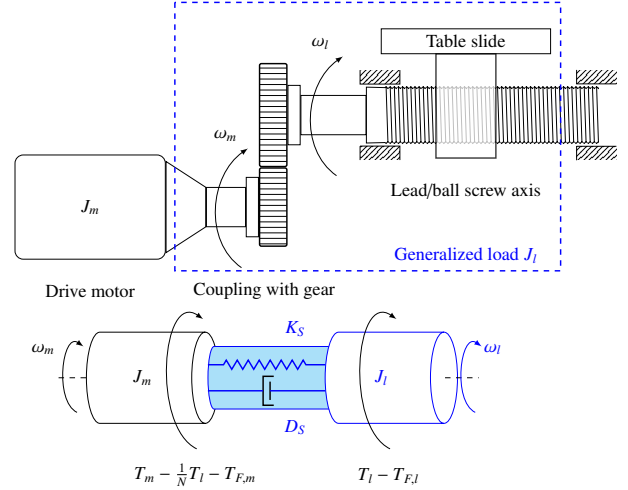 Table slide
ω_l
ω_m
J_m
Lead/ball screw axis
Generalized load J_l
Drive motor
Coupling with gear
K_S
ω_m
J_m
J_l
ω_l
D_S
T_m − \frac{1}{N}T_l − T_{F,m}
T_l − T_{F,l}